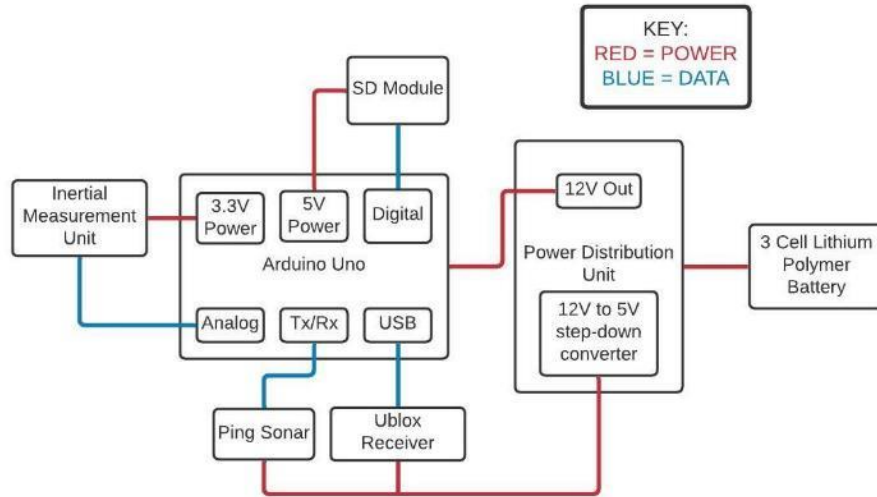 KEY:
RED = POWER
BLUE = DATA
SD Module
Inertial
Measurement
Unit
3.3V
Power
5V
Power
Digital
Arduino Uno
Analog
Tx/Rx
USB
12V Out
Power Distribution
Unit
12V to 5V
step-down
converter
3 Cell Lithium
Polymer
Battery
Ping Sonar
Ublox
Receiver